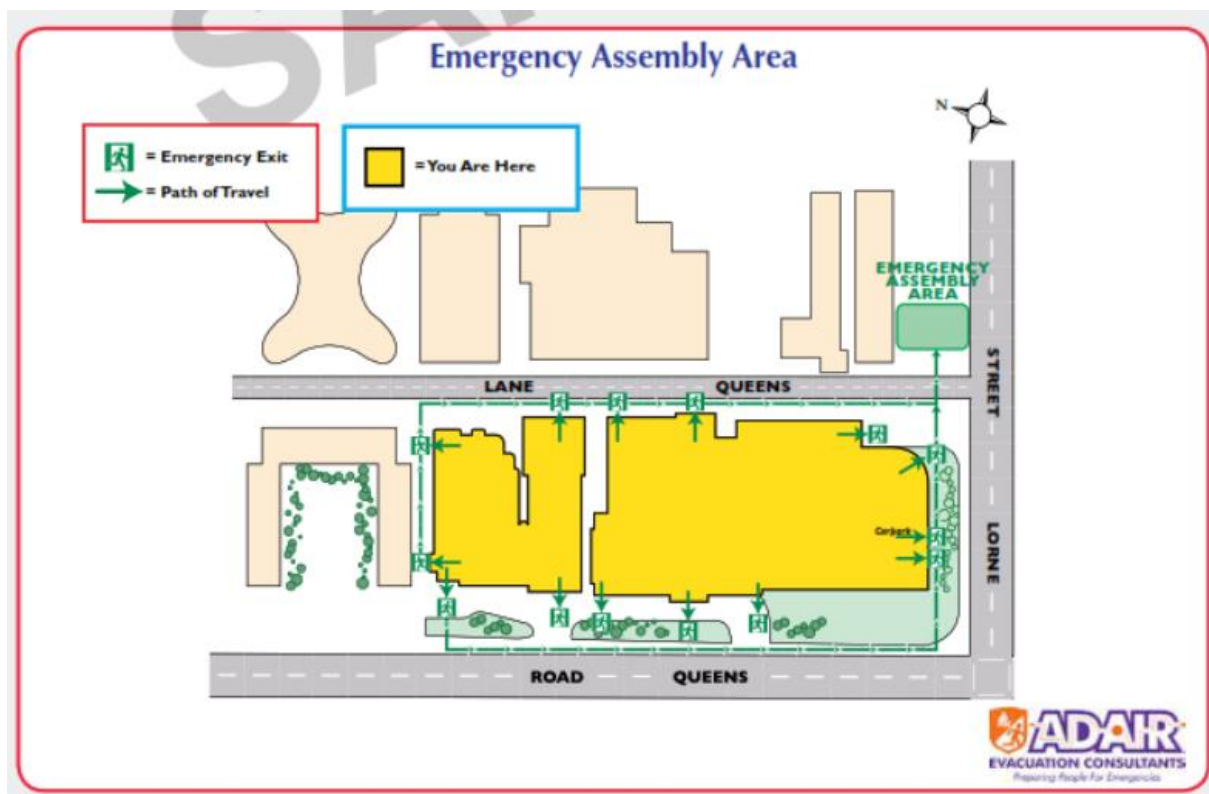 Emergency Assembly Area
N
= Emergency Exit
= Path of Travel
= You Are Here
EMERGENCY
ASSEMBLY
AREA
LANE QUEENS
STREET LORNE
Carpark
ROAD QUEENS
ADAIR
EVACUATION CONSULTANTS
Preparing People For Emergencies